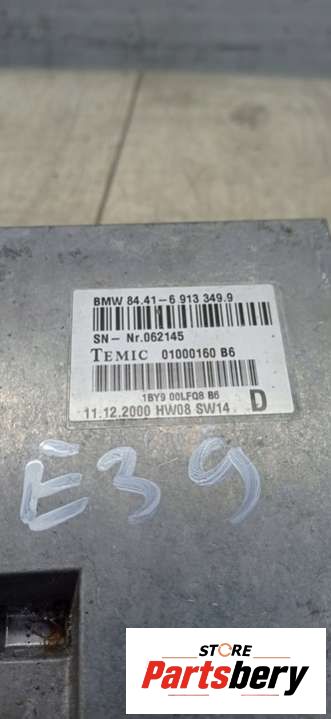 BMW 84.41- 6 913 349.9
SN- Nr.062145
TEMIC 01000160 B6
1BY9 00LFQ8 B6
11.12.2000 HW08 SW14 D
E39
STORE
Partsbery